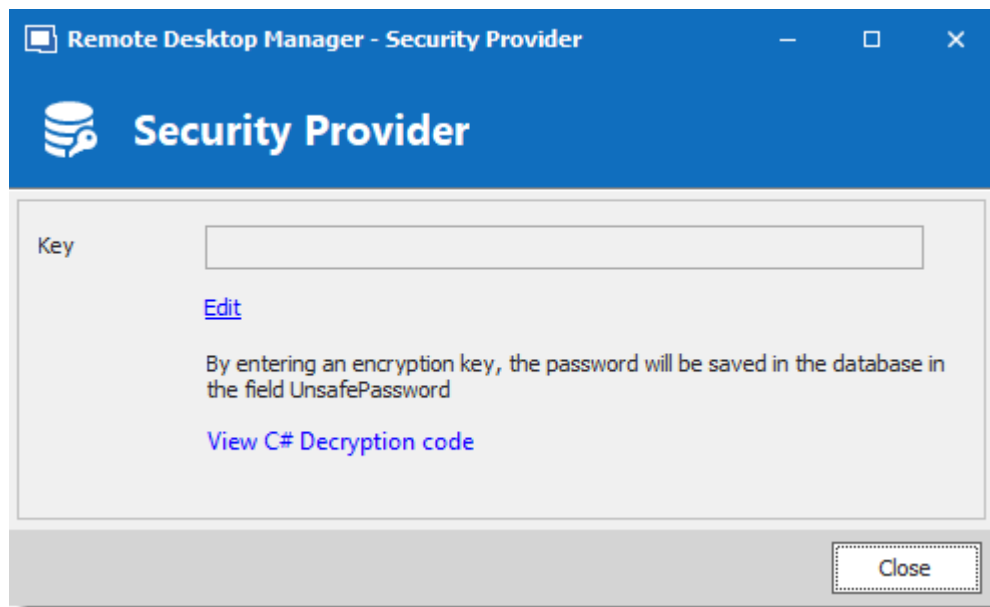 Remote Desktop Manager - Security Provider
Security Provider
Key
Edit
By entering an encryption key, the password will be saved in the database in
the field UnsafePassword
View C# Decryption code
Close